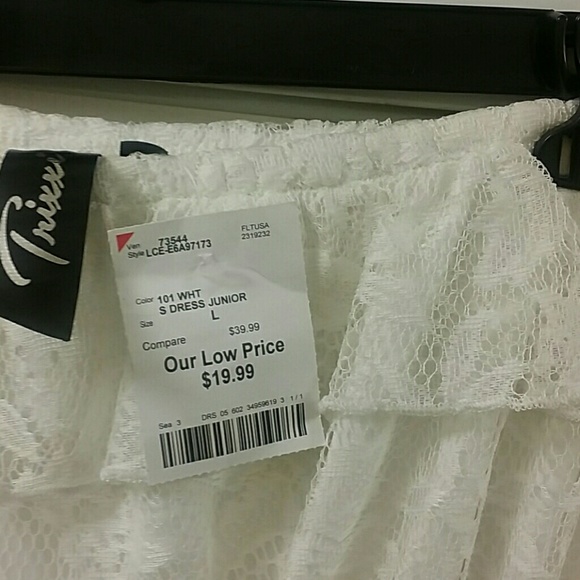 Trixxi
Ven 73544
FLTUSA
Style LCE-E6A97173
2319232
Color 101 WHT
S DRESS JUNIOR
Size L
Compare $39.99
Our Low Price
$19.99
Sea 3 DRS 05 602 34959619 3 1/1